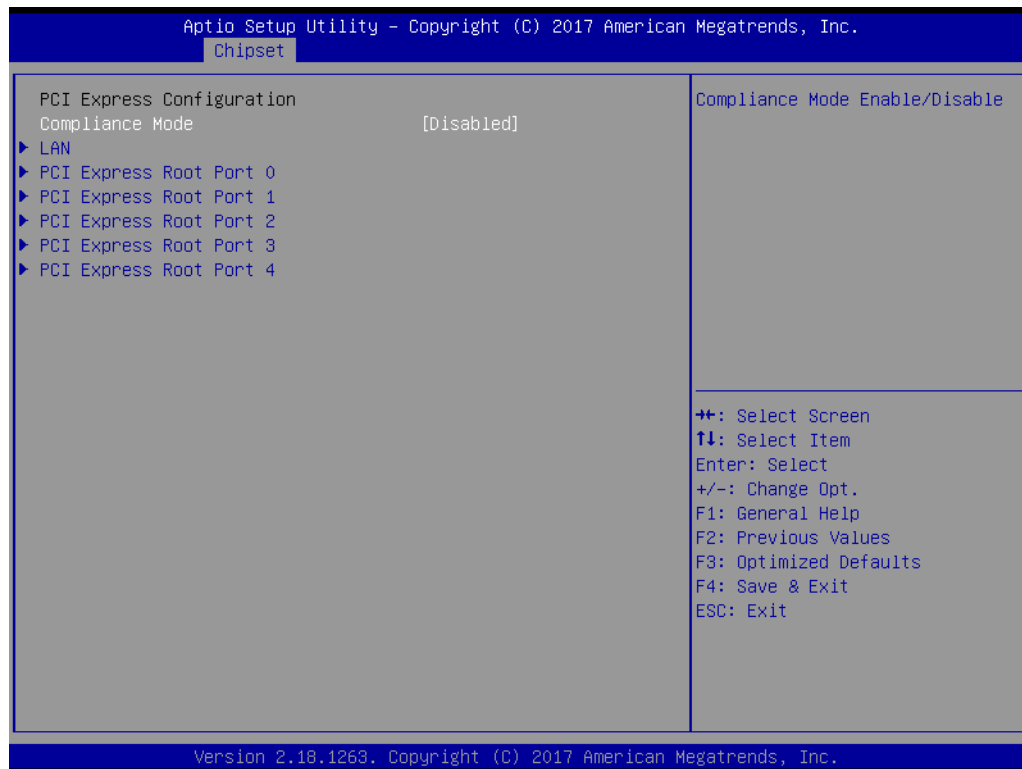 Aptio Setup Utility – Copyright (C) 2017 American Megatrends, Inc.
Chipset
PCI Express Configuration
Compliance Mode [Disabled]
► LAN
► PCI Express Root Port 0
► PCI Express Root Port 1
► PCI Express Root Port 2
► PCI Express Root Port 3
► PCI Express Root Port 4
Compliance Mode Enable/Disable
→←: Select Screen
↑↓: Select Item
Enter: Select
+/-: Change Opt.
F1: General Help
F2: Previous Values
F3: Optimized Defaults
F4: Save & Exit
ESC: Exit
Version 2.18.1263. Copyright (C) 2017 American Megatrends, Inc.